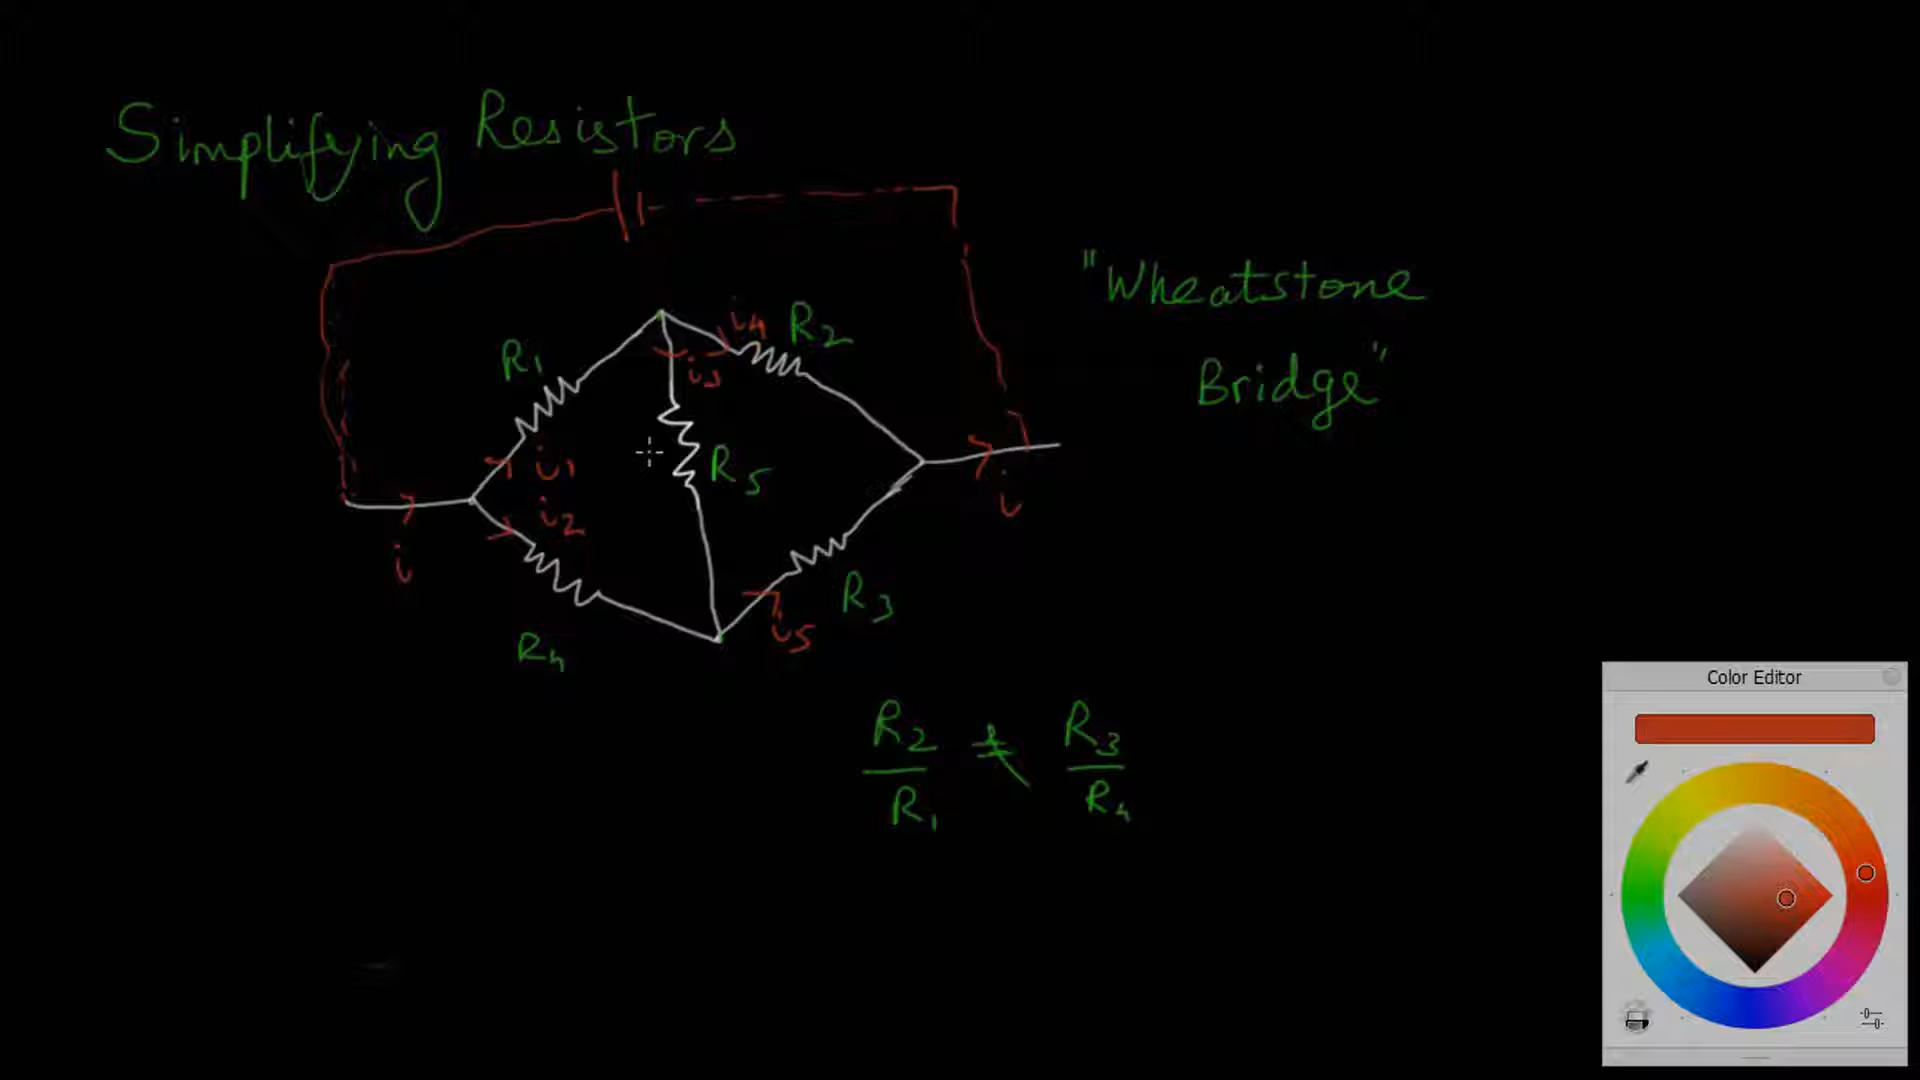 Simplifying Resistors
"Wheatstone
Bridge"
i4 R2
R1
i3
i1
R5
i2
i
i
R3
i5
R4
R2 / R1 ≠ R3 / R4
Color Editor